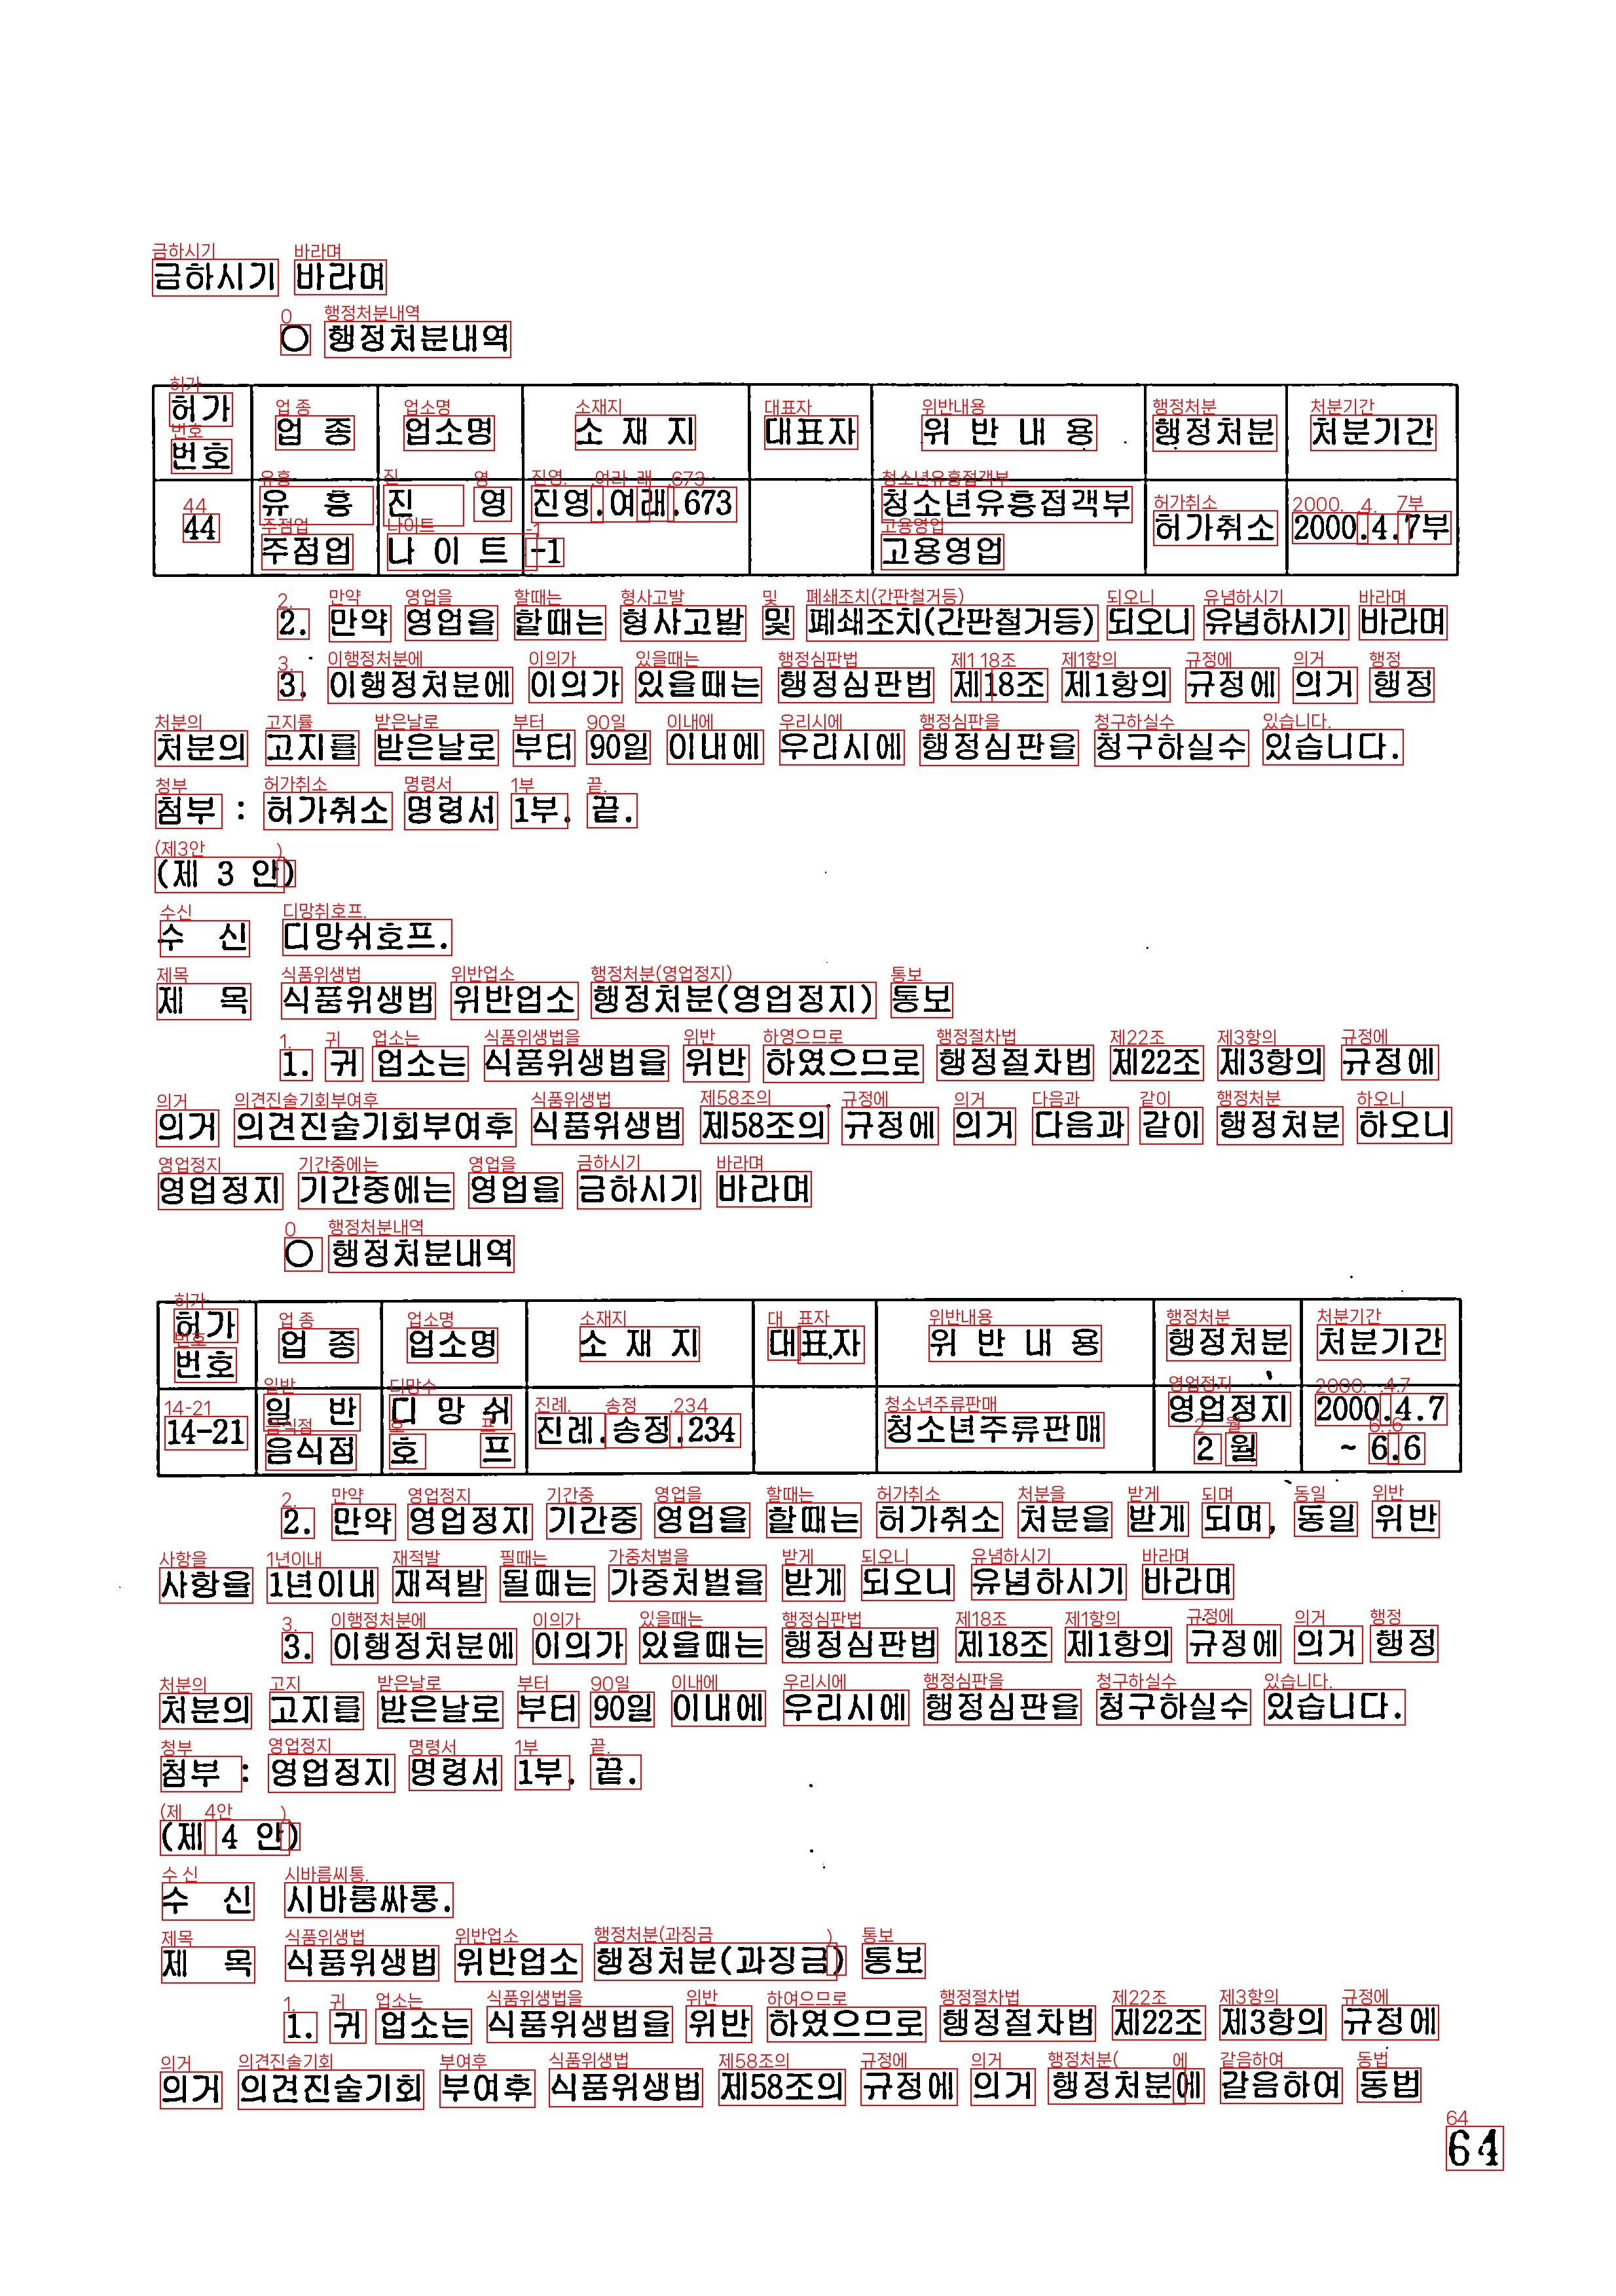 금하시기 바라며
○ 행정처분내역
허가번호 업 종 업소명 소 재 지 대표자 위 반 내 용 행정처분 처분기간
44 유 흥 주점업 진 영 나 이 트 진영.여래.673-1 청소년유흥접객부 고용영업 허가취소 2000.4.7부
2. 만약 영업을 할때는 형사고발 및 폐쇄조치(간판철거등) 되오니 유념하시기 바라며
3. 이행정처분에 이의가 있을때는 행정심판법 제18조 제1항의 규정에 의거 행정
처분의 고지를 받은날로 부터 90일 이내에 우리시에 행정심판을 청구하실수 있습니다.
첨부 : 허가취소 명령서 1부. 끝.
(제 3 안)
수 신 디망쉬호프.
제 목 식품위생법 위반업소 행정처분(영업정지) 통보
1. 귀 업소는 식품위생법을 위반 하였으므로 행정절차법 제22조 제3항의 규정에
의거 의견진술기회부여후 식품위생법 제58조의 규정에 의거 다음과 같이 행정처분 하오니
영업정지 기간중에는 영업을 금하시기 바라며
○ 행정처분내역
허가번호 업 종 업소명 소 재 지 대표자 위 반 내 용 행정처분 처분기간
14-21 일 반 음식점 디 망 쉬 호 프 진례.송정.234 청소년주류판매 영업정지 2 월 2000.4.7 ~ 6.6
2. 만약 영업정지 기간중 영업을 할때는 허가취소 처분을 받게 되며, 동일 위반
사항을 1년이내 재적발 될때는 가중처벌을 받게 되오니 유념하시기 바라며
3. 이행정처분에 이의가 있을때는 행정심판법 제18조 제1항의 규정에 의거 행정
처분의 고지를 받은날로 부터 90일 이내에 우리시에 행정심판을 청구하실수 있습니다.
첨부 : 영업정지 명령서 1부. 끝.
(제 4 안)
수 신 시바룸싸롱.
제 목 식품위생법 위반업소 행정처분(과징금) 통보
1. 귀 업소는 식품위생법을 위반 하였으므로 행정절차법 제22조 제3항의 규정에
의거 의견진술기회 부여후 식품위생법 제58조의 규정에 의거 행정처분에 갈음하여 동법
64